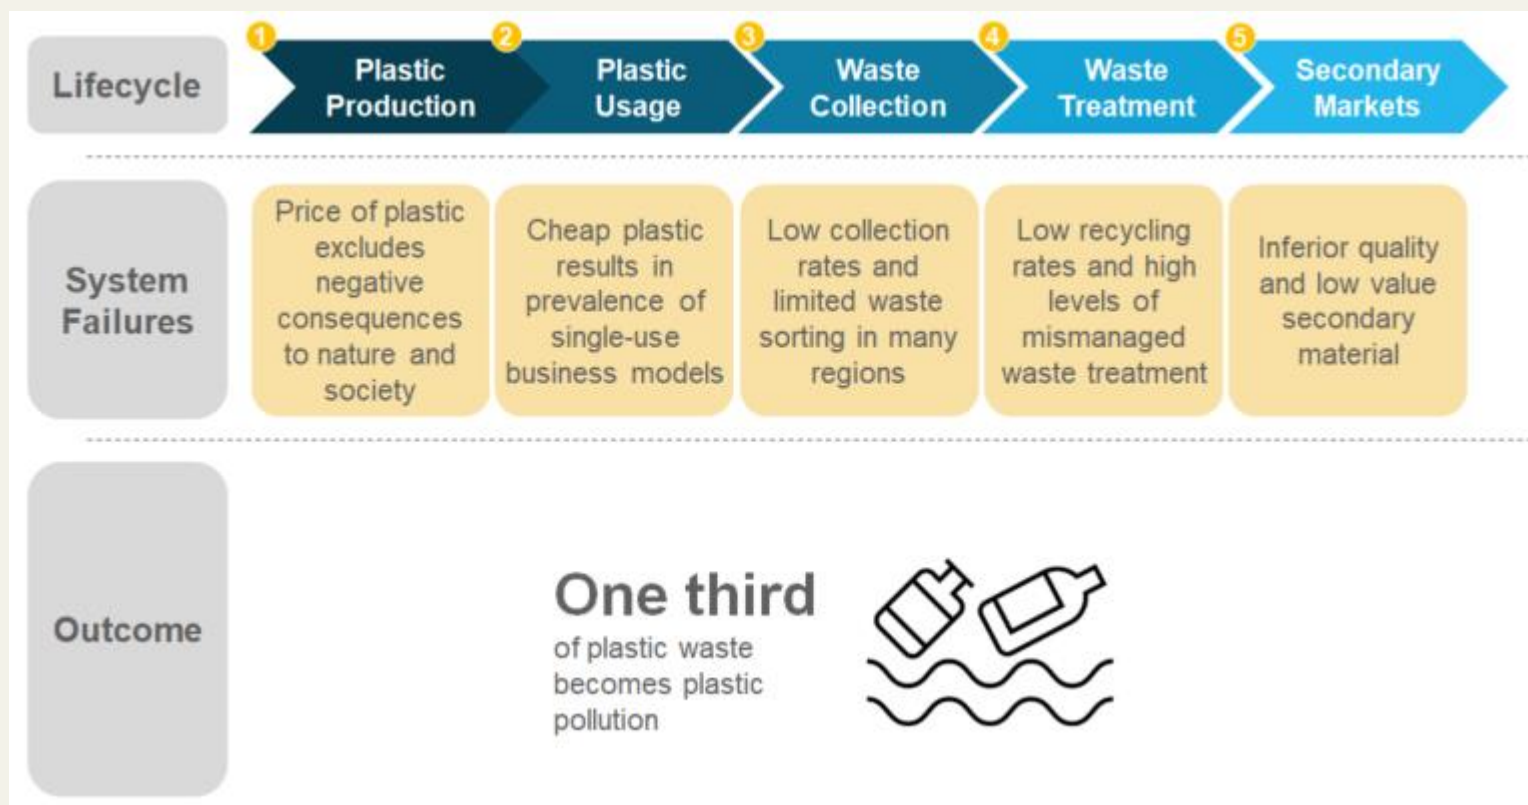 Lifecycle
1
Plastic
Production
2
Plastic
Usage
3
Waste
Collection
4
Waste
Treatment
5
Secondary
Markets
System
Failures
Price of plastic
excludes
negative
consequences
to nature and
society
Cheap plastic
results in
prevalence of
single-use
business models
Low collection
rates and
limited waste
sorting in many
regions
Low recycling
rates and high
levels of
mismanaged
waste treatment
Inferior quality
and low value
secondary
material
Outcome
One third
of plastic waste
becomes plastic
pollution